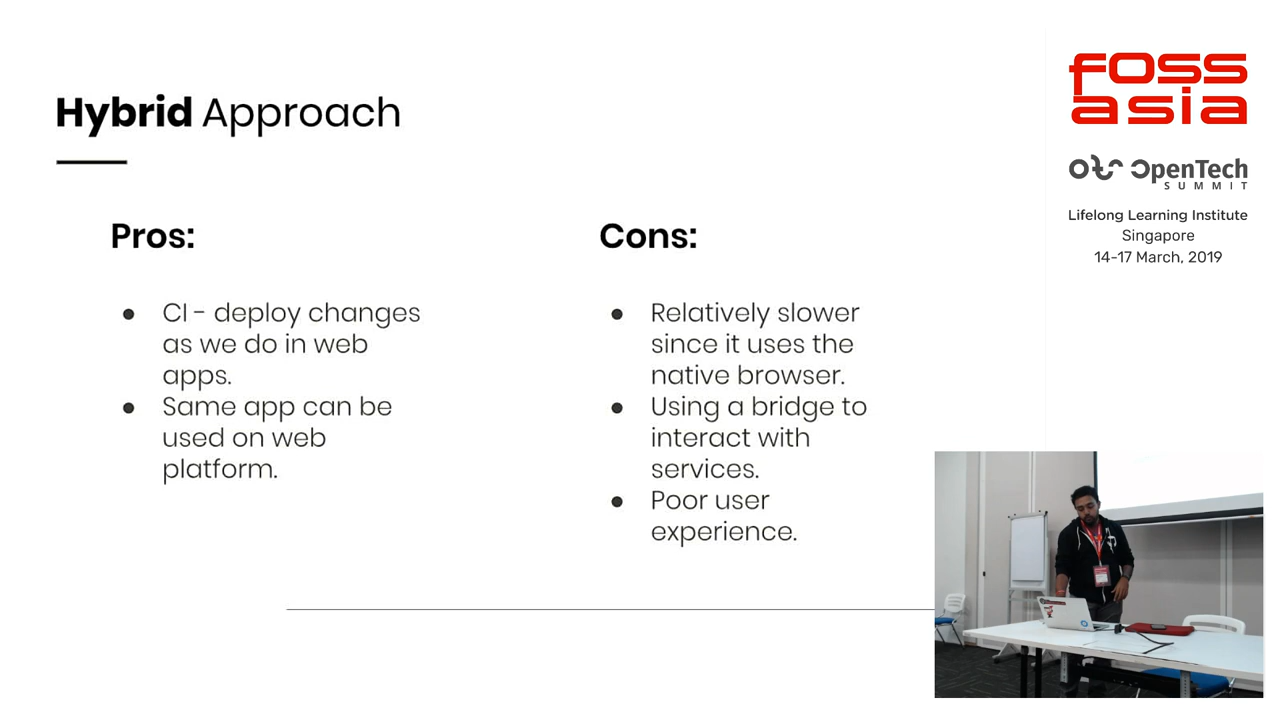 Hybrid Approach
Pros:
● CI - deploy changes
as we do in web
apps.
● Same app can be
used on web
platform.
Cons:
● Relatively slower
since it uses the
native browser.
● Using a bridge to
interact with
services.
● Poor user
experience.
foss
asia
OTS OpenTech
SUMMIT
Lifelong Learning Institute
Singapore
14-17 March, 2019